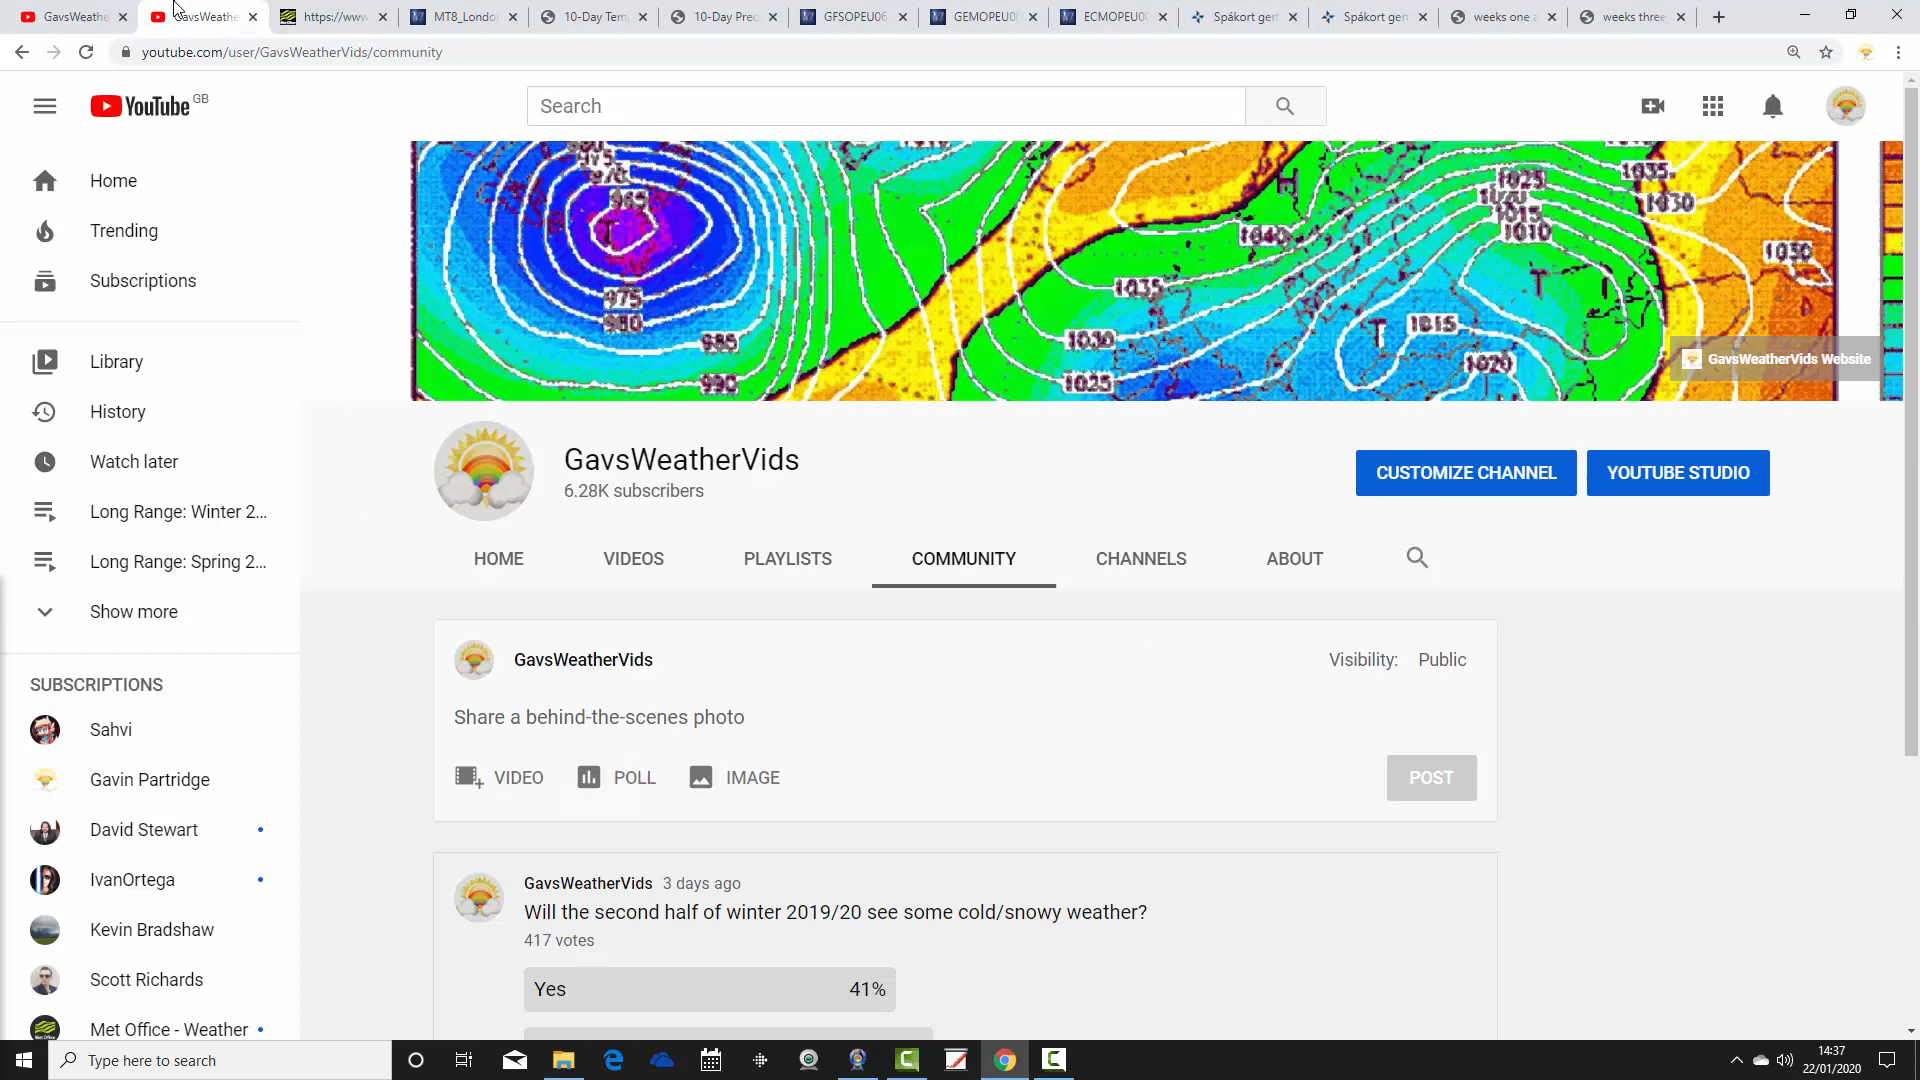 GavsWeathe
GavsWeathe
https://www
MT8_Londo
10-Day Tem
10-Day Prec
GFSOPEU06
GEMOPEU0
ECMOPEU0
Spákort ger
Spákort ger
weeks one a
weeks three
youtube.com/user/GavsWeatherVids/community
YouTube GB
Search
Home
Trending
Subscriptions
Library
History
Watch later
Long Range: Winter 2...
Long Range: Spring 2...
Show more
SUBSCRIPTIONS
Sahvi
Gavin Partridge
David Stewart
IvanOrtega
Kevin Bradshaw
Scott Richards
Met Office - Weather
970
965
975
980
985
990
1040
1035
1030
1025
1025
1020
1015
1010
1035
1030
1030
1015
1020
T
T
GavsWeatherVids Website
GavsWeatherVids
6.28K subscribers
CUSTOMIZE CHANNEL
YOUTUBE STUDIO
HOME
VIDEOS
PLAYLISTS
COMMUNITY
CHANNELS
ABOUT
GavsWeatherVids
Visibility: Public
Share a behind-the-scenes photo
VIDEO
POLL
IMAGE
POST
GavsWeatherVids 3 days ago
Will the second half of winter 2019/20 see some cold/snowy weather?
417 votes
Yes 41%
Type here to search
14:37
22/01/2020